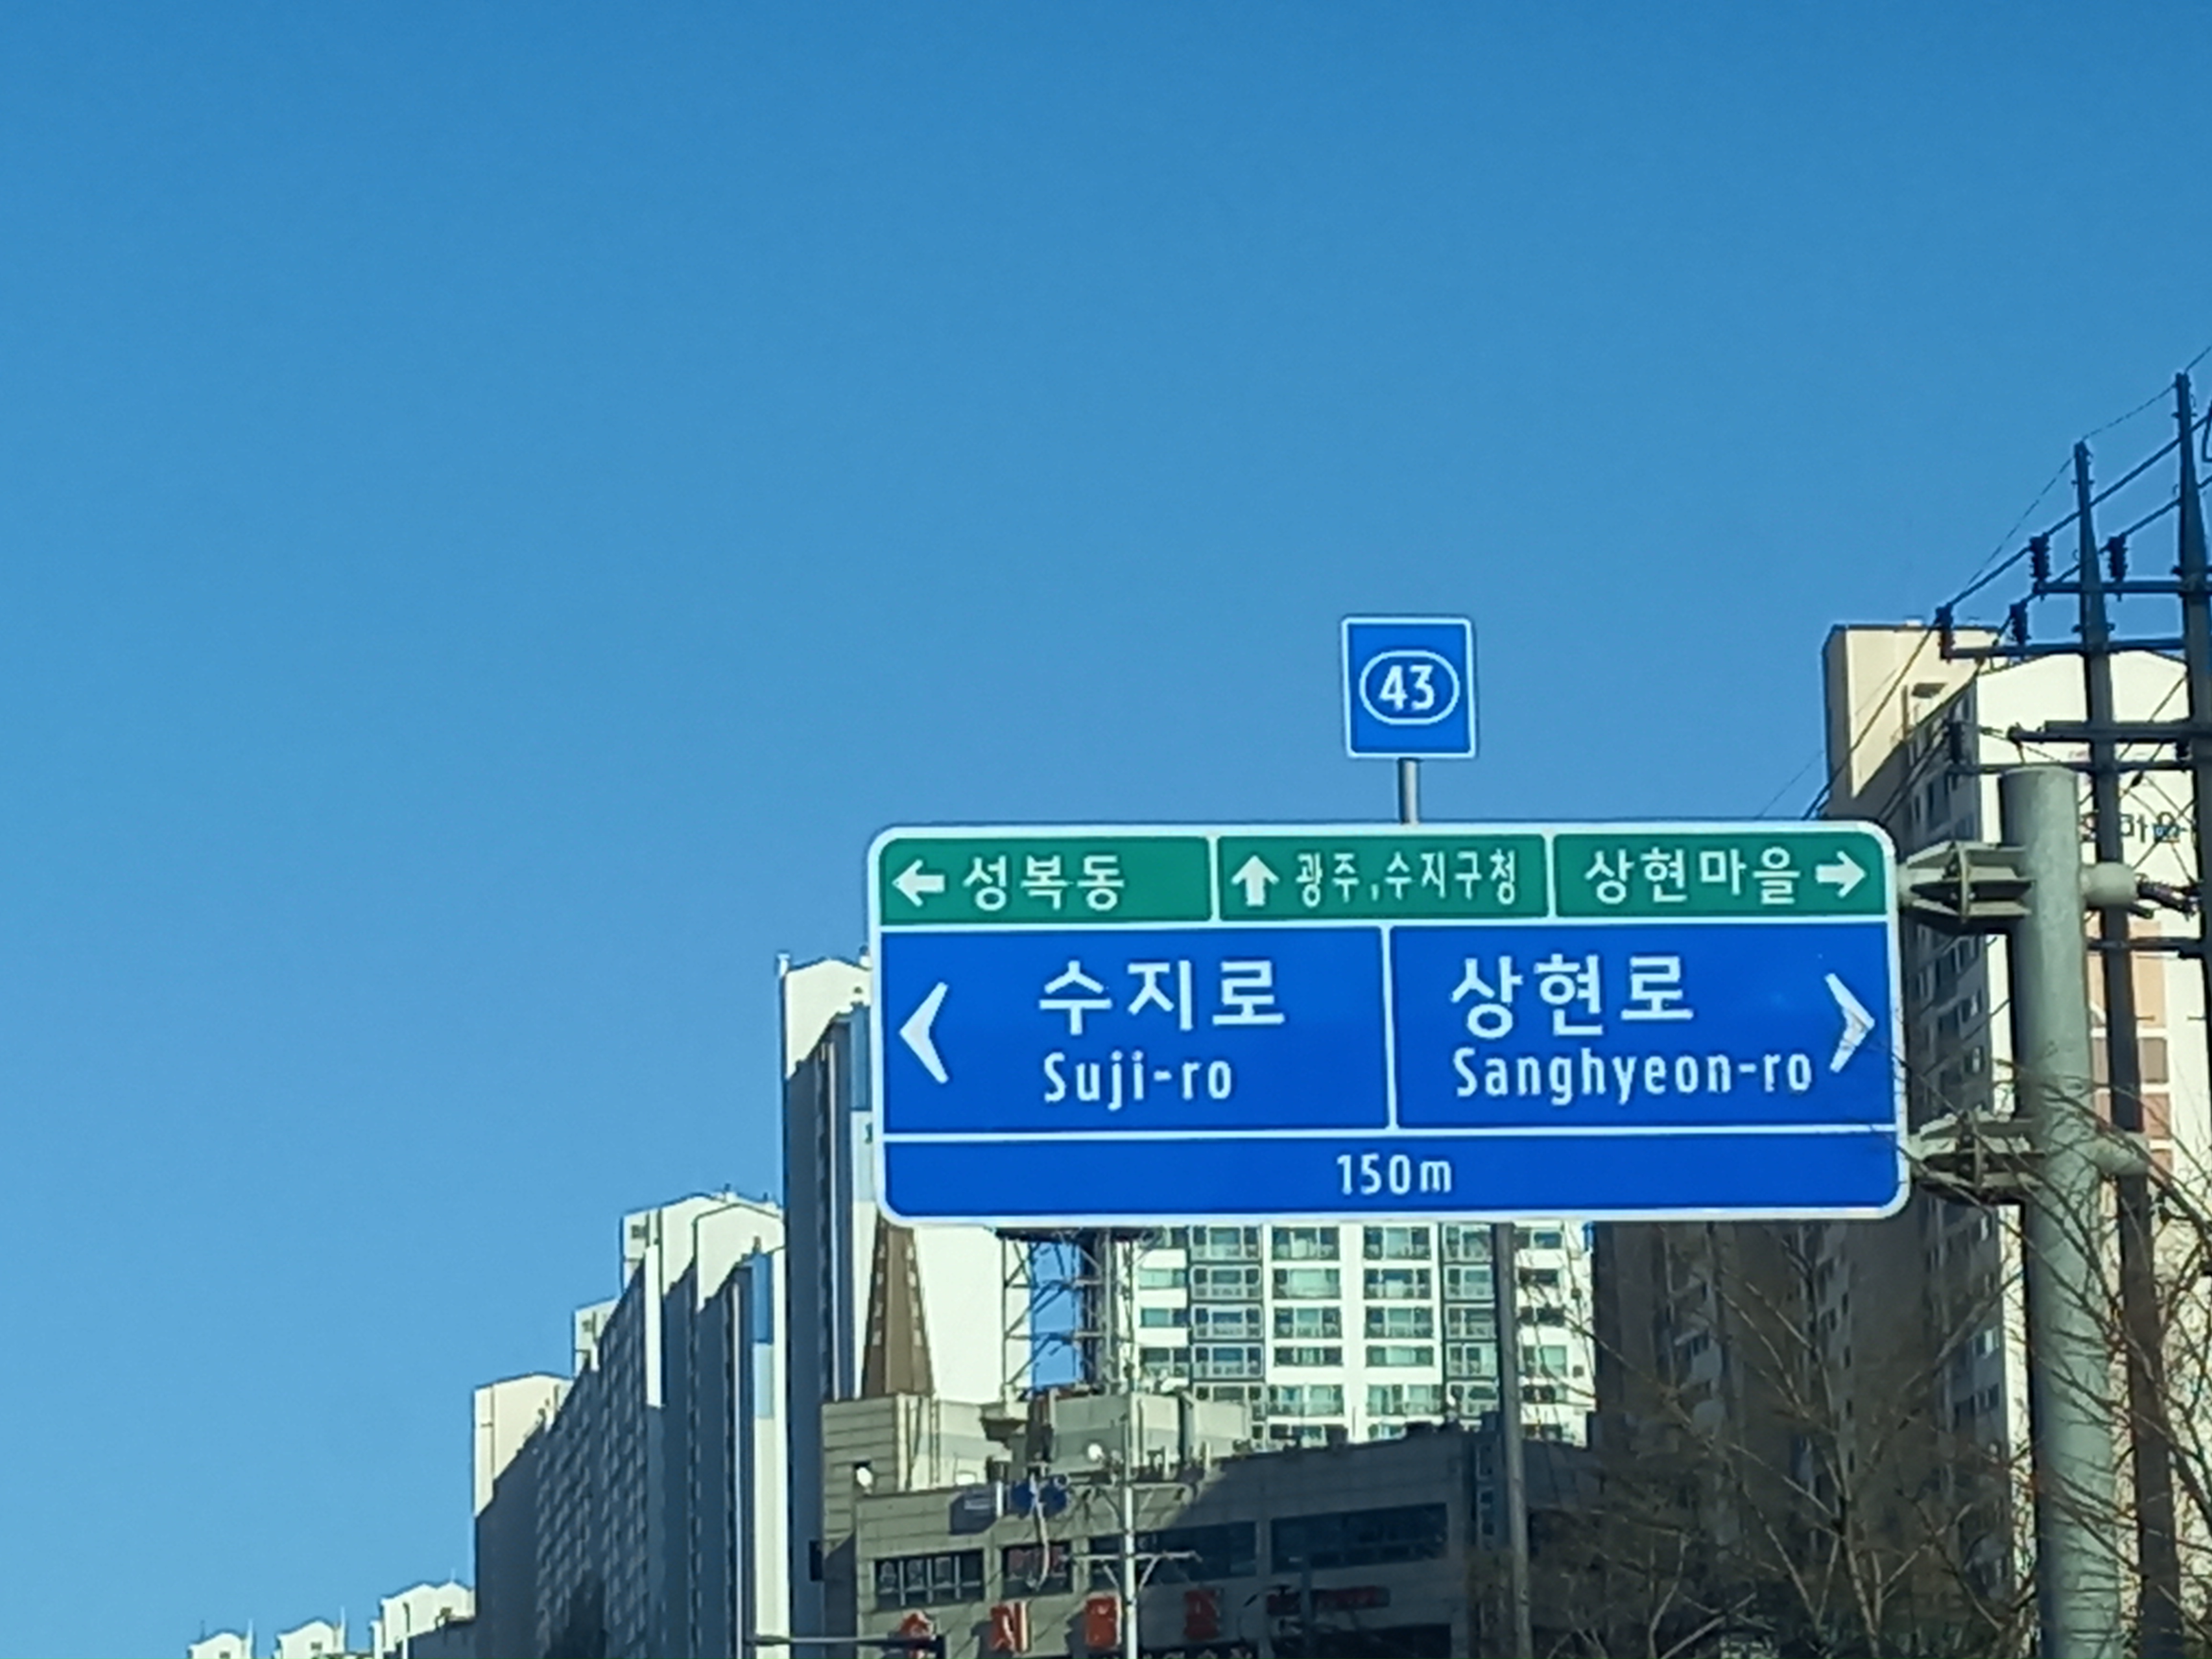 43
← 성복동
↑ 광주,수지구청
상현마을 →
수지로
Suji-ro
상현로
Sanghyeon-ro
150m